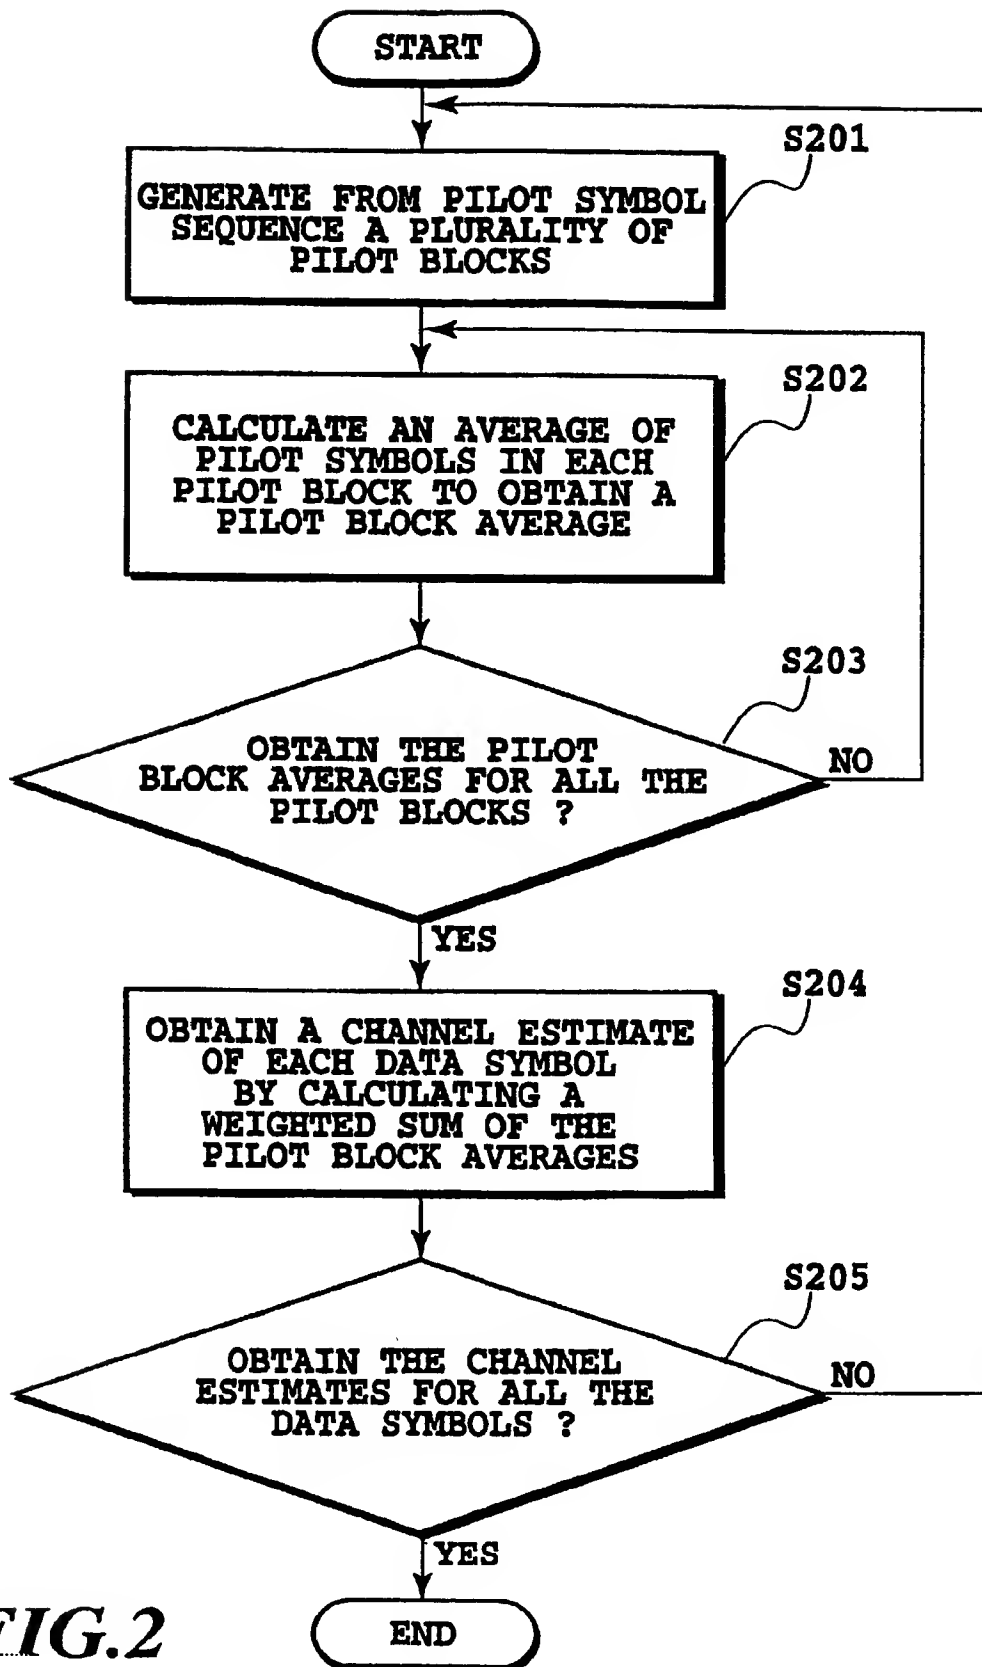 START
S201
GENERATE FROM PILOT SYMBOL
SEQUENCE A PLURALITY OF
PILOT BLOCKS
S202
CALCULATE AN AVERAGE OF
PILOT SYMBOLS IN EACH
PILOT BLOCK TO OBTAIN A
PILOT BLOCK AVERAGE
S203
OBTAIN THE PILOT
BLOCK AVERAGES FOR ALL THE
PILOT BLOCKS ?
NO
YES
S204
OBTAIN A CHANNEL ESTIMATE
OF EACH DATA SYMBOL
BY CALCULATING A
WEIGHTED SUM OF THE
PILOT BLOCK AVERAGES
S205
OBTAIN THE CHANNEL
ESTIMATES FOR ALL THE
DATA SYMBOLS ?
NO
YES
END
FIG.2